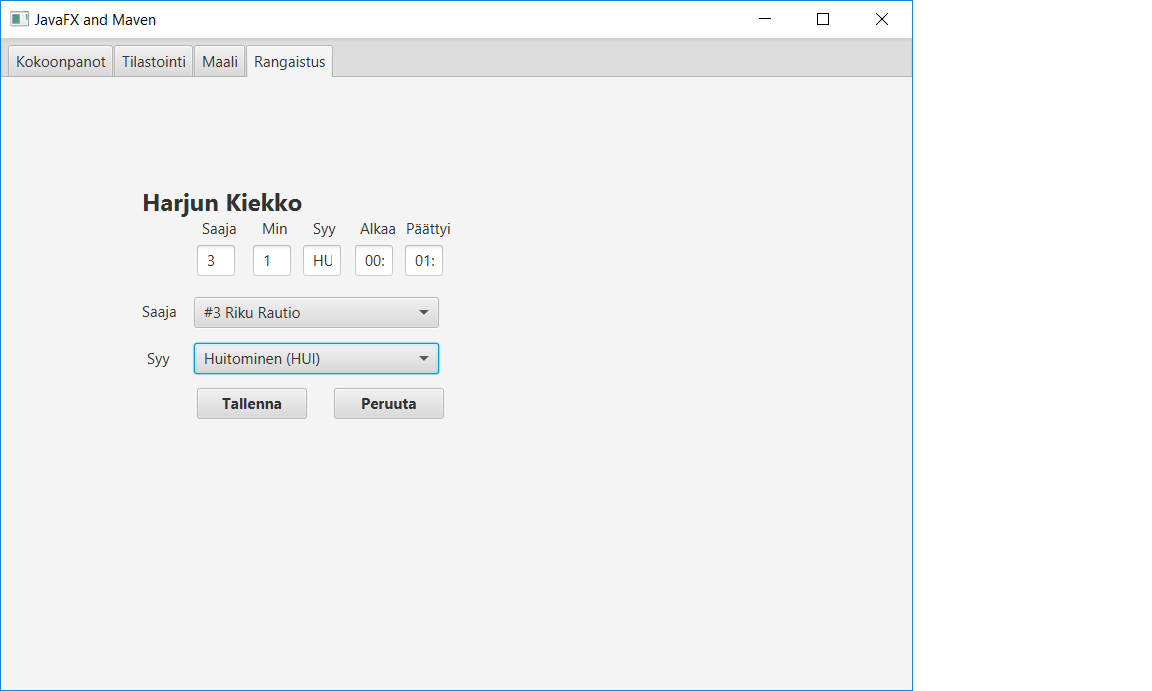 JavaFX and Maven
Kokoonpanot Tilastointi Maali Rangaistus
Harjun Kiekko
Saaja Min Syy Alkaa Päättyi
3 1 HU 00: 01:
Saaja #3 Riku Rautio
Syy Huitominen (HUI)
Tallenna Peruuta